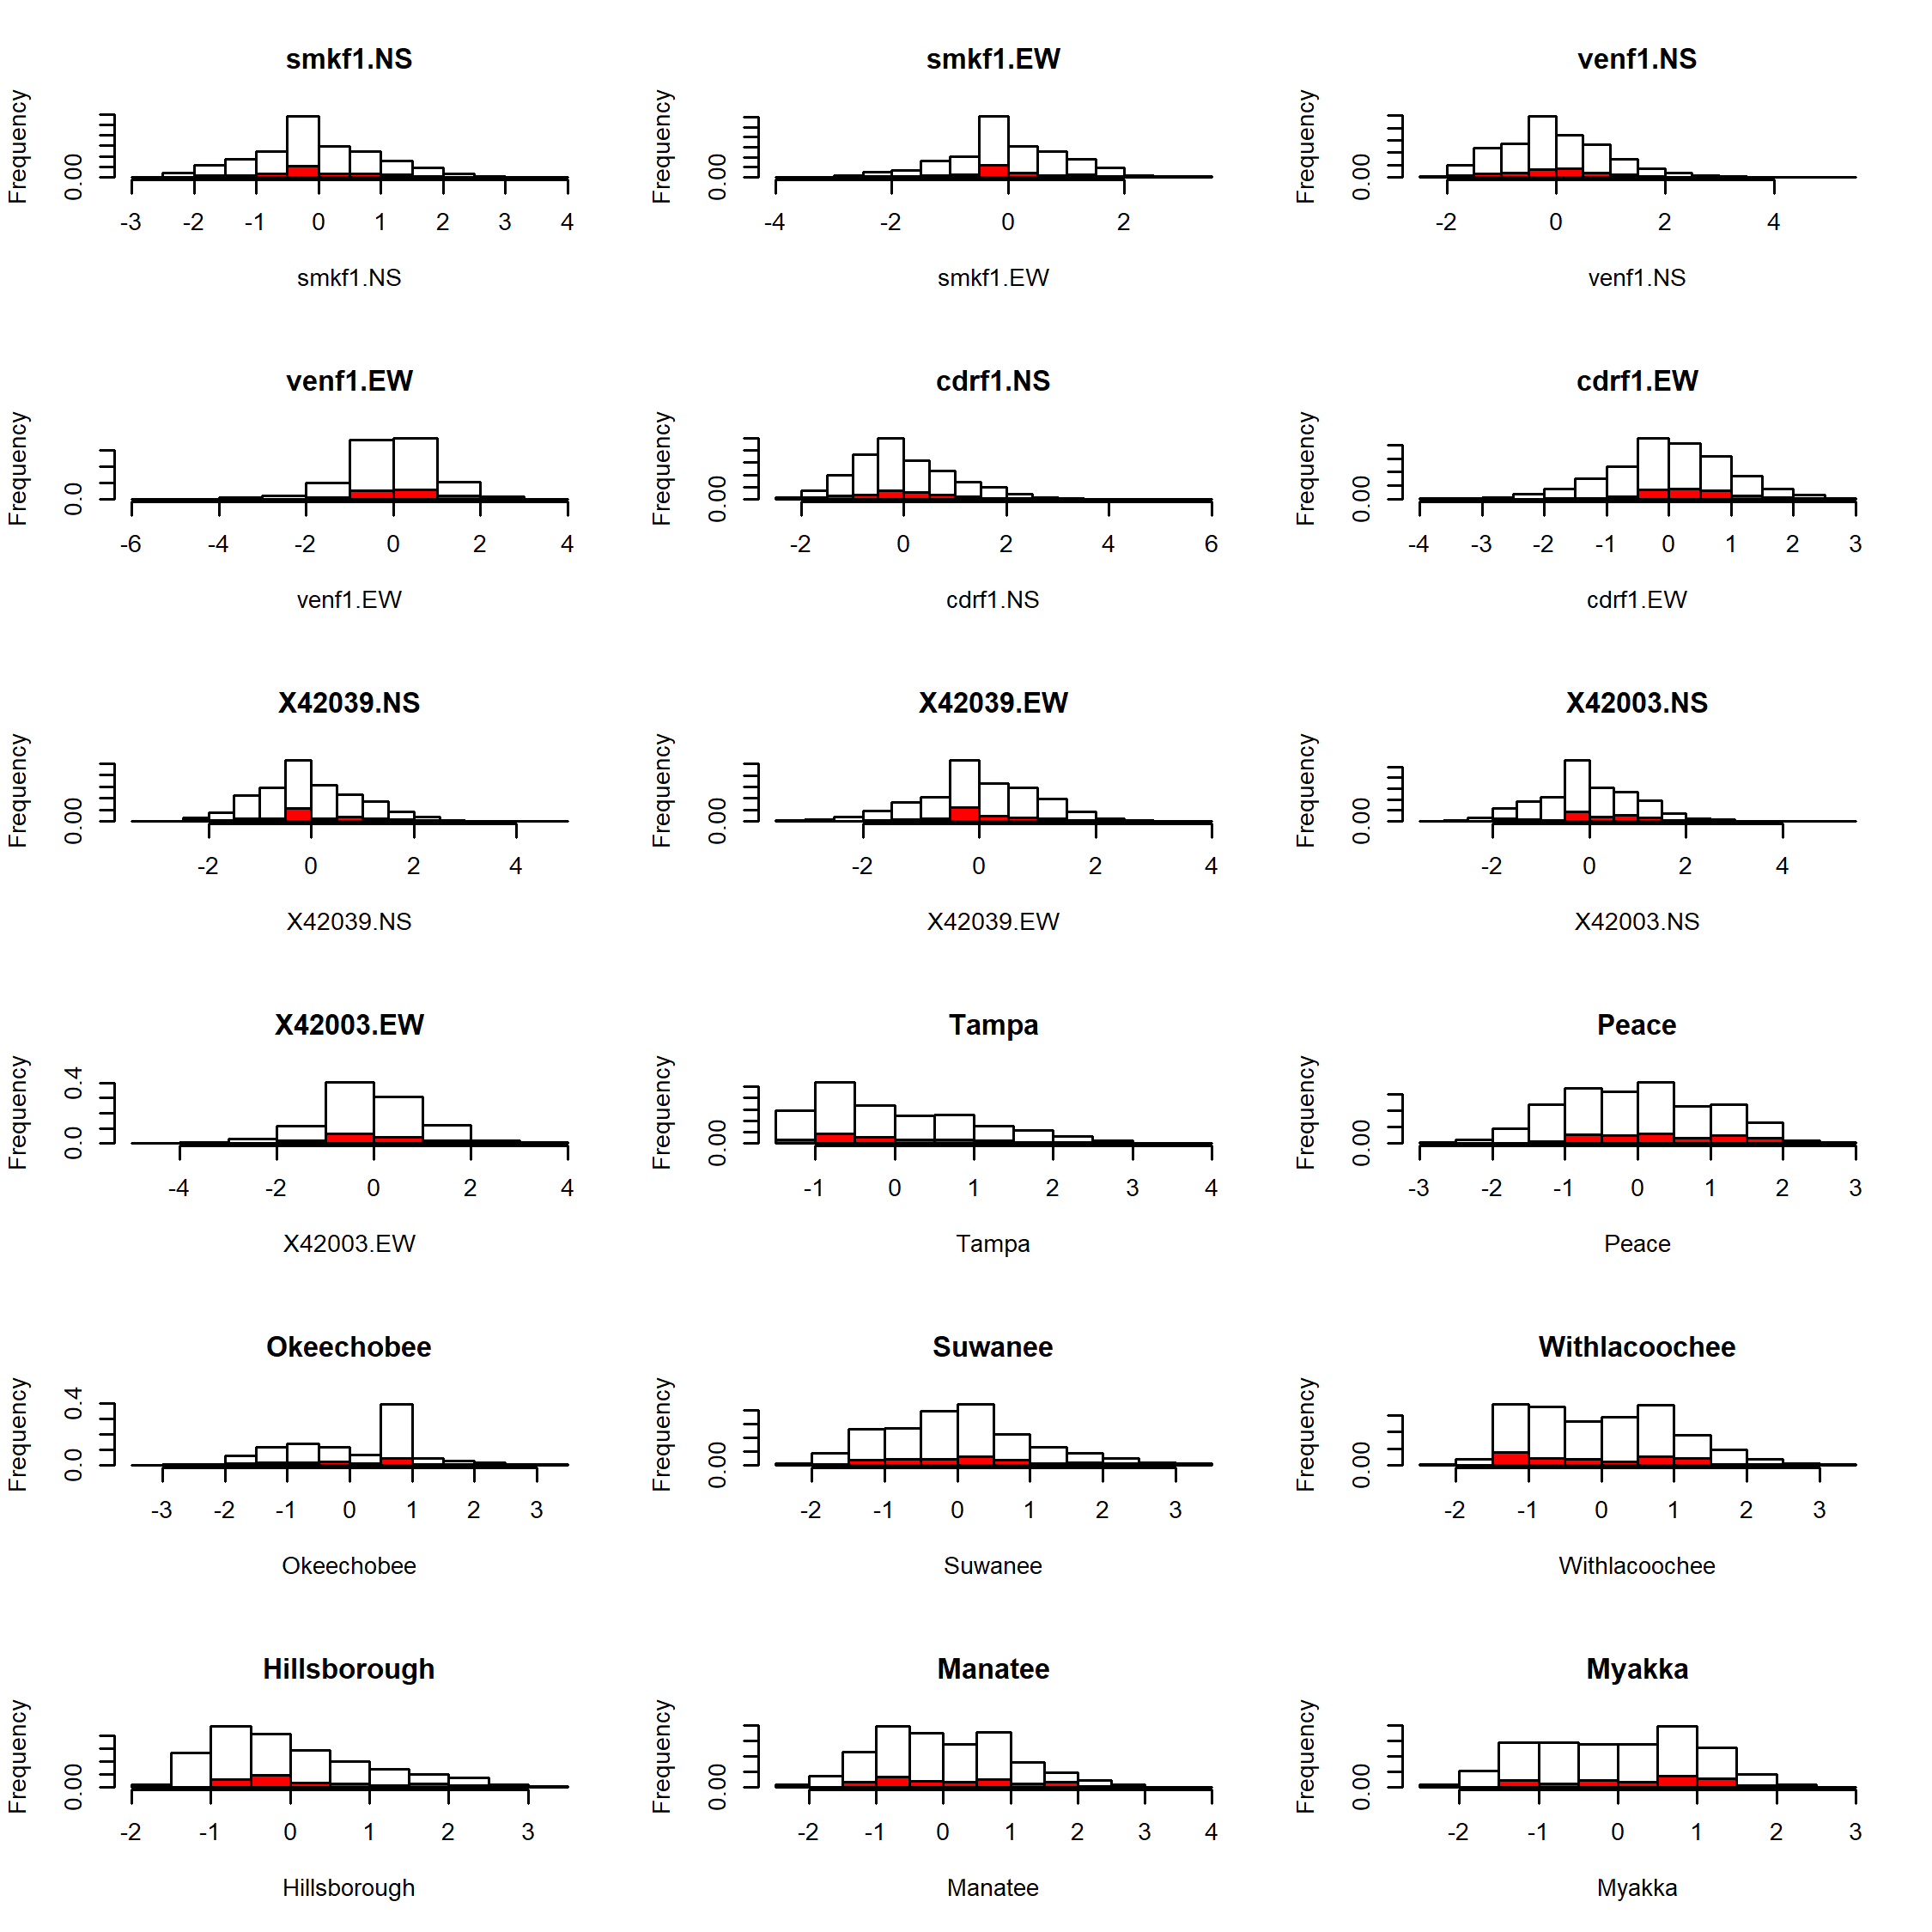 smkf1.NS smkf1.EW venf1.NS
Frequency Frequency Frequency
0.00 0.00 0.00
-3 -2 -1 0 1 2 3 4 -4 -2 0 2 -2 0 2 4
smkf1.NS smkf1.EW venf1.NS
venf1.EW cdrf1.NS cdrf1.EW
Frequency Frequency Frequency
0.0 0.00 0.00
-6 -4 -2 0 2 4 -2 0 2 4 6 -4 -3 -2 -1 0 1 2 3
venf1.EW cdrf1.NS cdrf1.EW
X42039.NS X42039.EW X42003.NS
Frequency Frequency Frequency
0.00 0.00 0.00
-2 0 2 4 -2 0 2 4 -2 0 2 4
X42039.NS X42039.EW X42003.NS
X42003.EW Tampa Peace
Frequency Frequency Frequency
0.0 0.4 0.00 0.00
-4 -2 0 2 4 -1 0 1 2 3 4 -3 -2 -1 0 1 2 3
X42003.EW Tampa Peace
Okeechobee Suwanee Withlacoochee
Frequency Frequency Frequency
0.0 0.4 0.00 0.00
-3 -2 -1 0 1 2 3 -2 -1 0 1 2 3 -2 -1 0 1 2 3
Okeechobee Suwanee Withlacoochee
Hillsborough Manatee Myakka
Frequency Frequency Frequency
0.00 0.00 0.00
-2 -1 0 1 2 3 -2 -1 0 1 2 3 4 -2 -1 0 1 2 3
Hillsborough Manatee Myakka